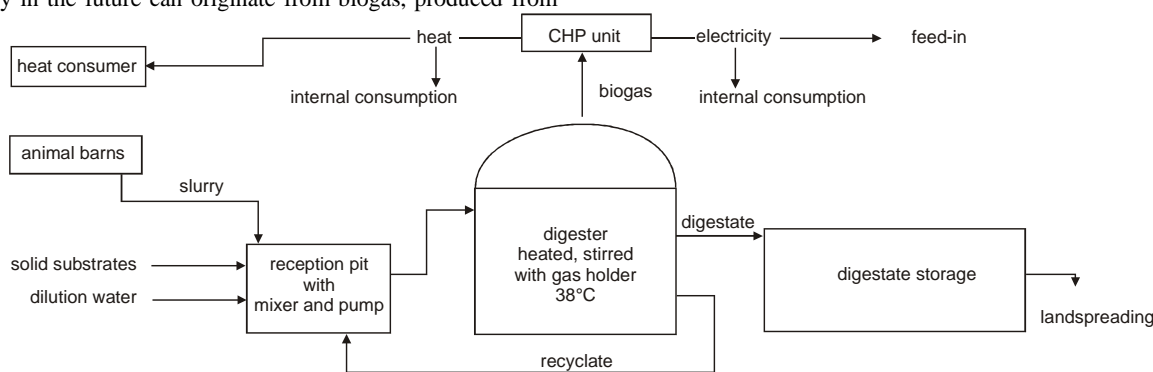 y in the future can originate from biogas, produced from
heat
CHP unit
electricity
feed-in
heat consumer
internal consumption
biogas
internal consumption
animal barns
slurry
solid substrates
dilution water
reception pit
with
mixer and pump
digester
heated, stirred
with gas holder
38°C
digestate
digestate storage
landspreading
recyclate